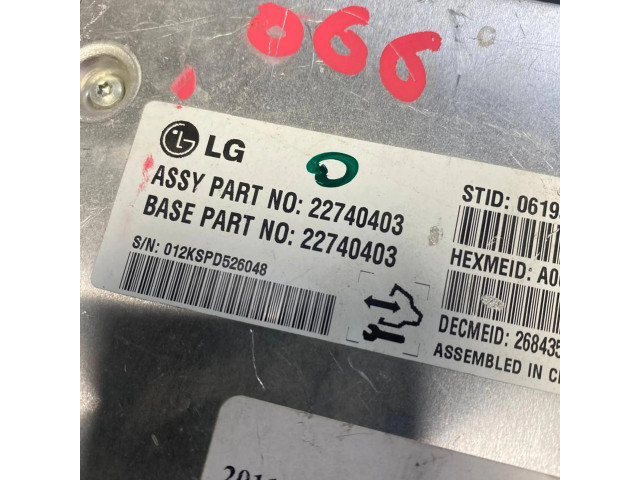 066
LG
ASSY PART NO: 22740403
BASE PART NO: 22740403
S/N: 012KSPD526048
STID: 0619
HEXMEID: A0
DECMEID: 268435
ASSEMBLED IN